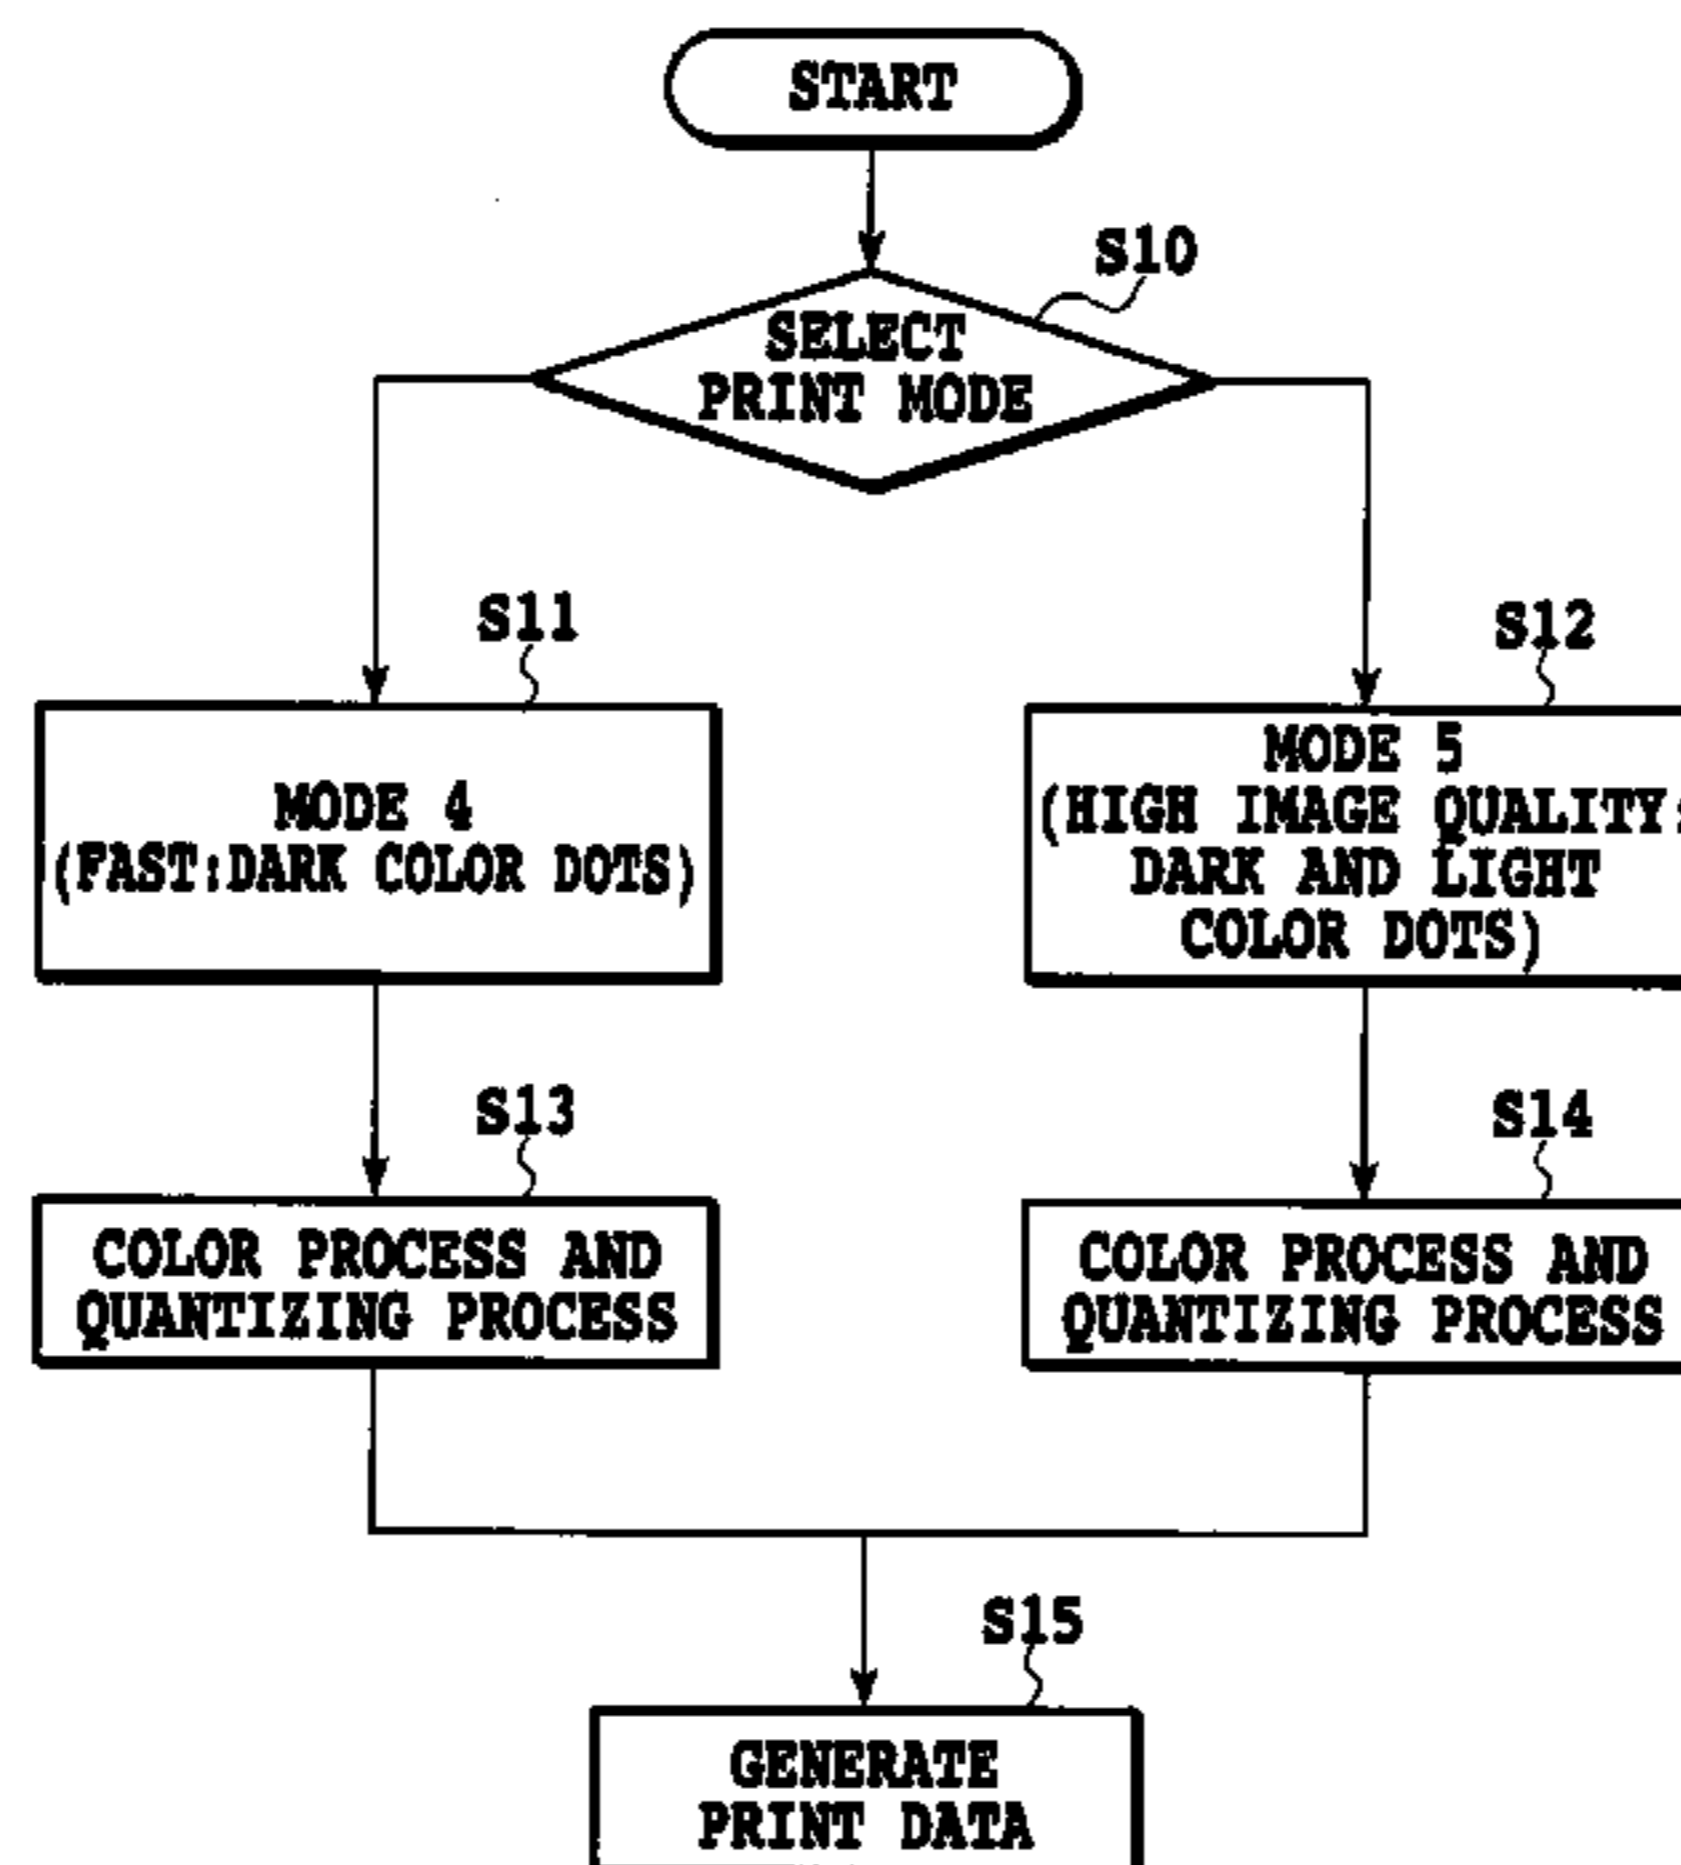 START
S10
SELECT
PRINT MODE
S11
S12
MODE 4
(FAST:DARK COLOR DOTS)
MODE 5
(HIGH IMAGE QUALITY:
DARK AND LIGHT
COLOR DOTS)
S13
S14
COLOR PROCESS AND
QUANTIZING PROCESS
COLOR PROCESS AND
QUANTIZING PROCESS
S15
GENERATE
PRINT DATA